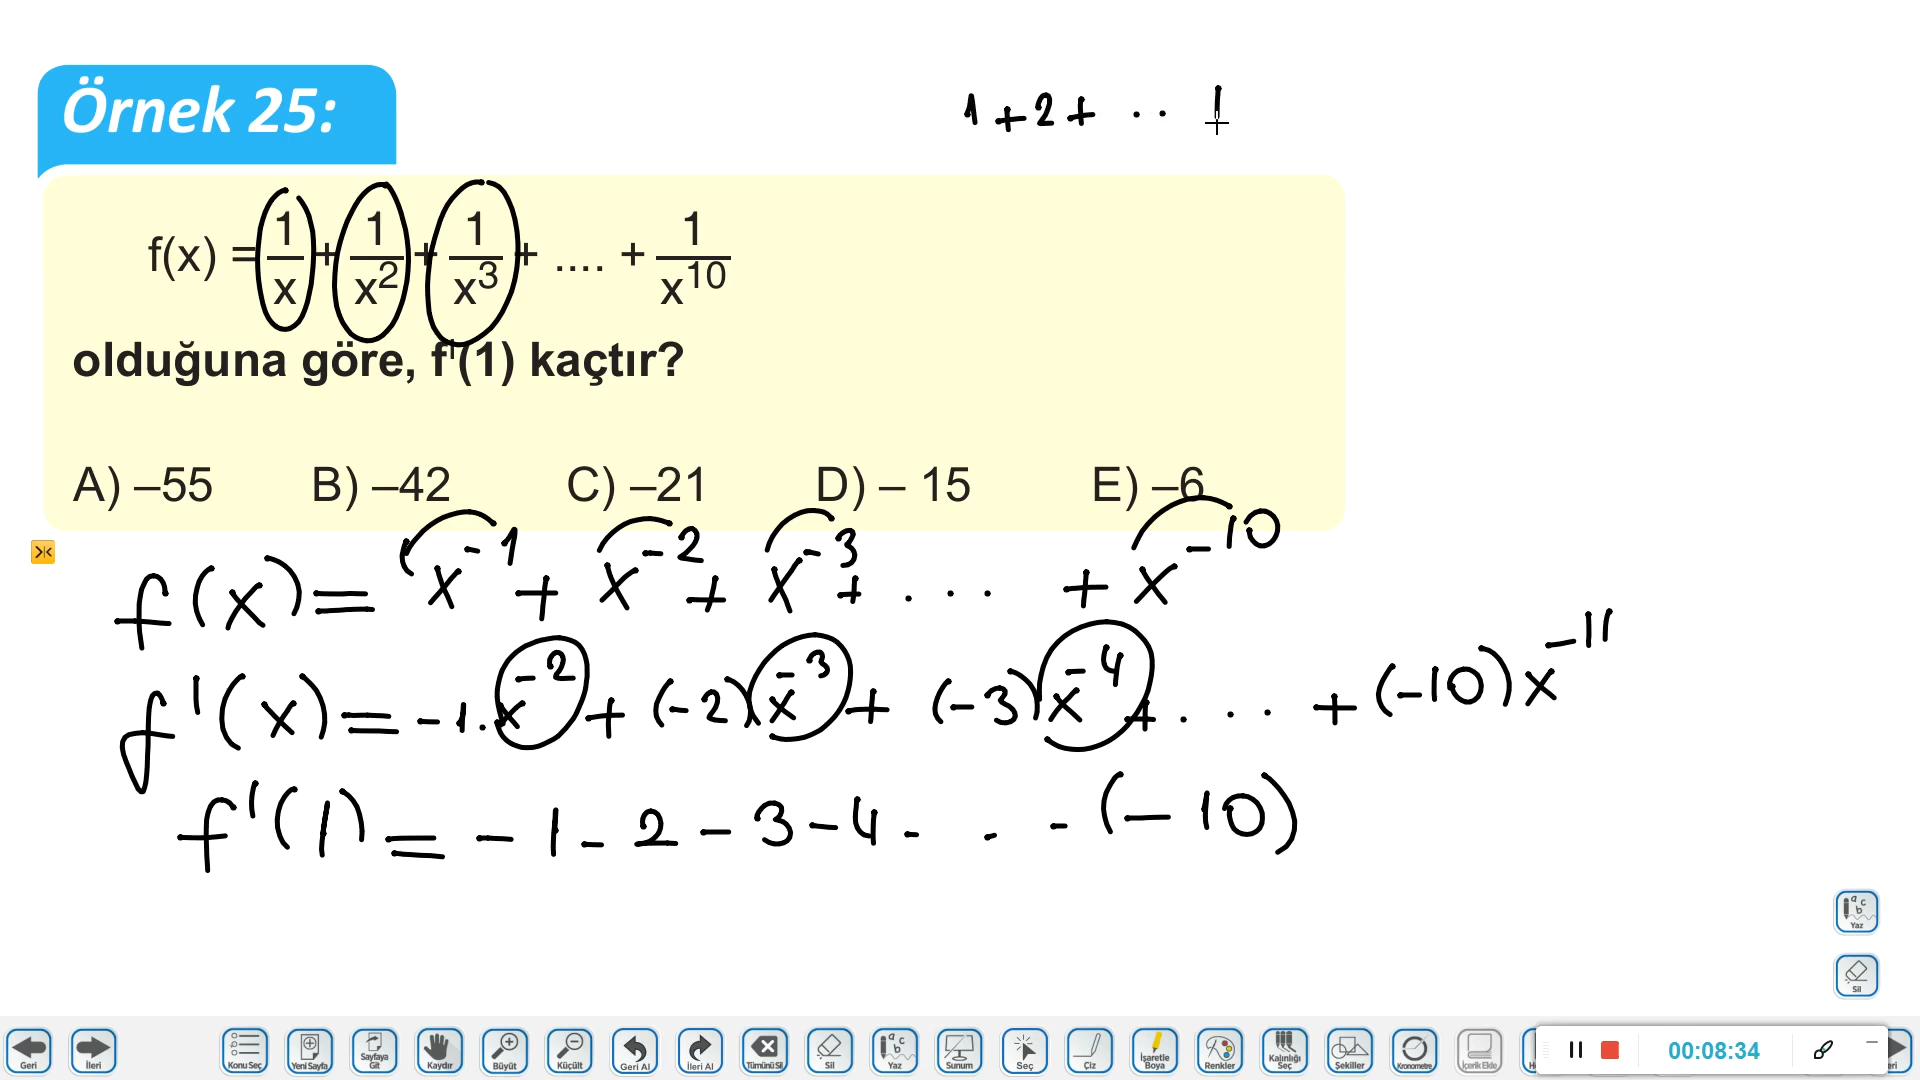 Örnek 25:
1 + 2 + .. 1
f(x) = 1/x + 1/x² + 1/x³ + .... + 1/x¹⁰
olduğuna göre, f'(1) kaçtır?
A) –55 B) –42 C) –21 D) – 15 E) –6
f(x) = x⁻¹ + x⁻² + x⁻³ + . . . + x⁻¹⁰
f'(x) = -1.x⁻² + (-2)x⁻³ + (-3)x⁻⁴ + . . . + (-10)x⁻¹¹
f'(1) = -1 - 2 - 3 - 4 - . - (-10)
Yaz
Sil
Geri İleri Konu Seç Yeni Sayfa Sayfaya Git Kaydır Büyüt Küçült Geri Al İleri Al Tümünü Sil Sil Yaz Sunum Seç Çiz İşaretle Boya Renkler Kalınlığı Seç Şekiller Kronometre İçerik Ekle 00:08:34